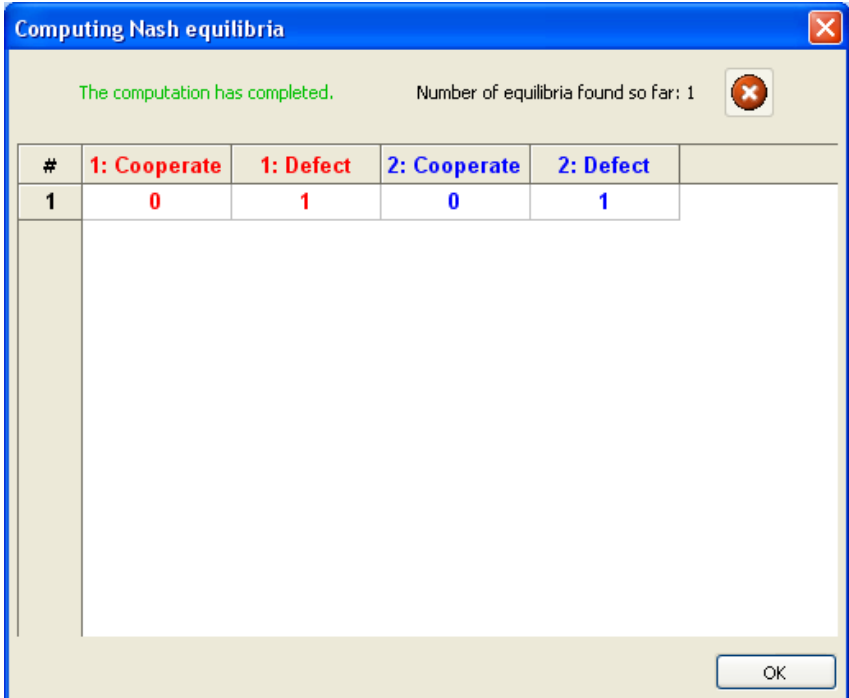 Computing Nash equilibria
The computation has completed. Number of equilibria found so far: 1
# 1: Cooperate 1: Defect 2: Cooperate 2: Defect
1 0 1 0 1
OK